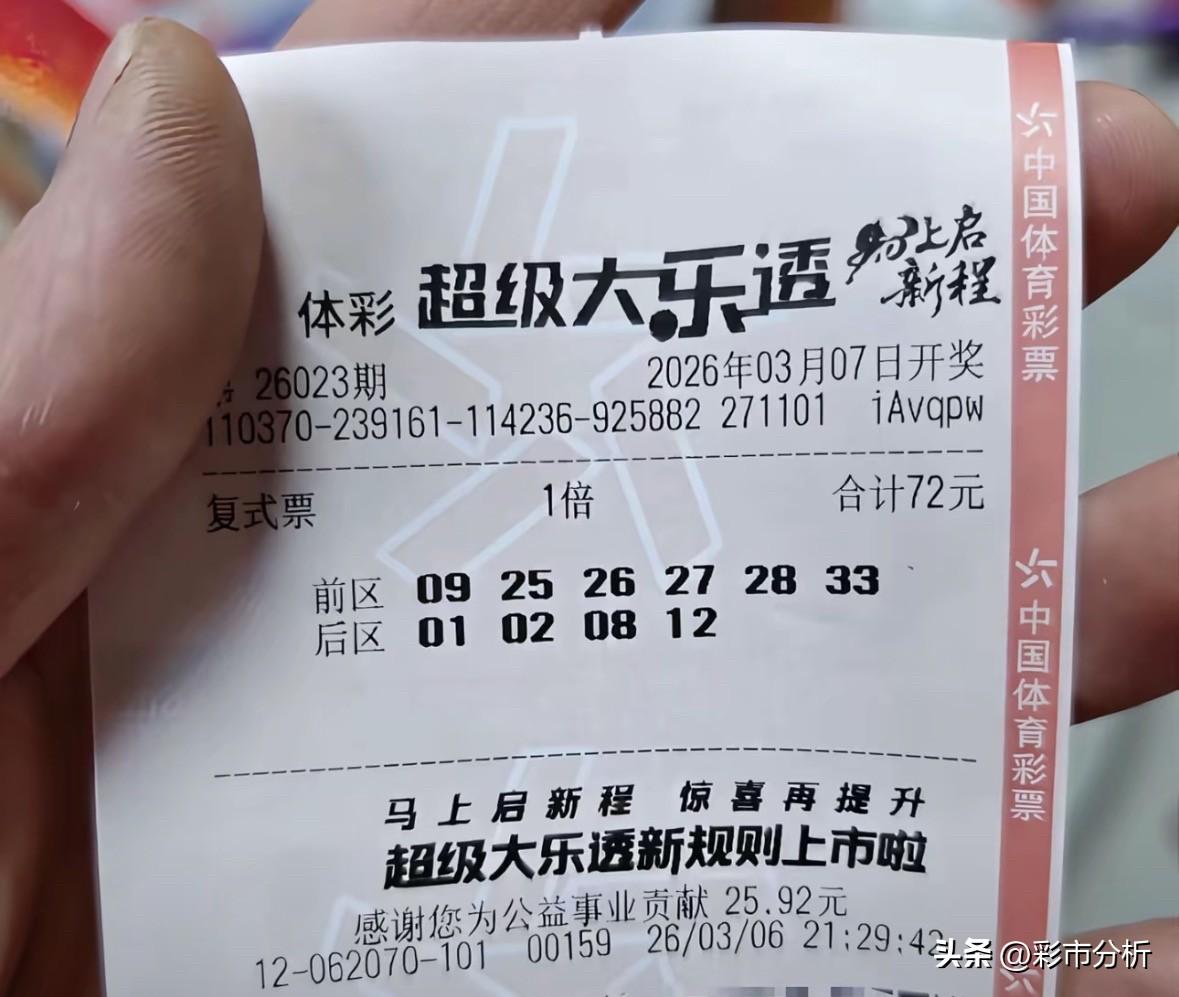 体彩 超级大乐透 马上启
新程
26023期 2026年03月07日开奖
110370-239161-114236-925882 271101 iAvqpw
复式票 1倍 合计72元
前区 09 25 26 27 28 33
后区 01 02 08 12
马上启新程 惊喜再提升
超级大乐透新规则上市啦
感谢您为公益事业贡献 25.92元
12-062070-101 00159 26/03/06 21:29:42
中国体育彩票
中国体育彩票
头条 @彩市分析